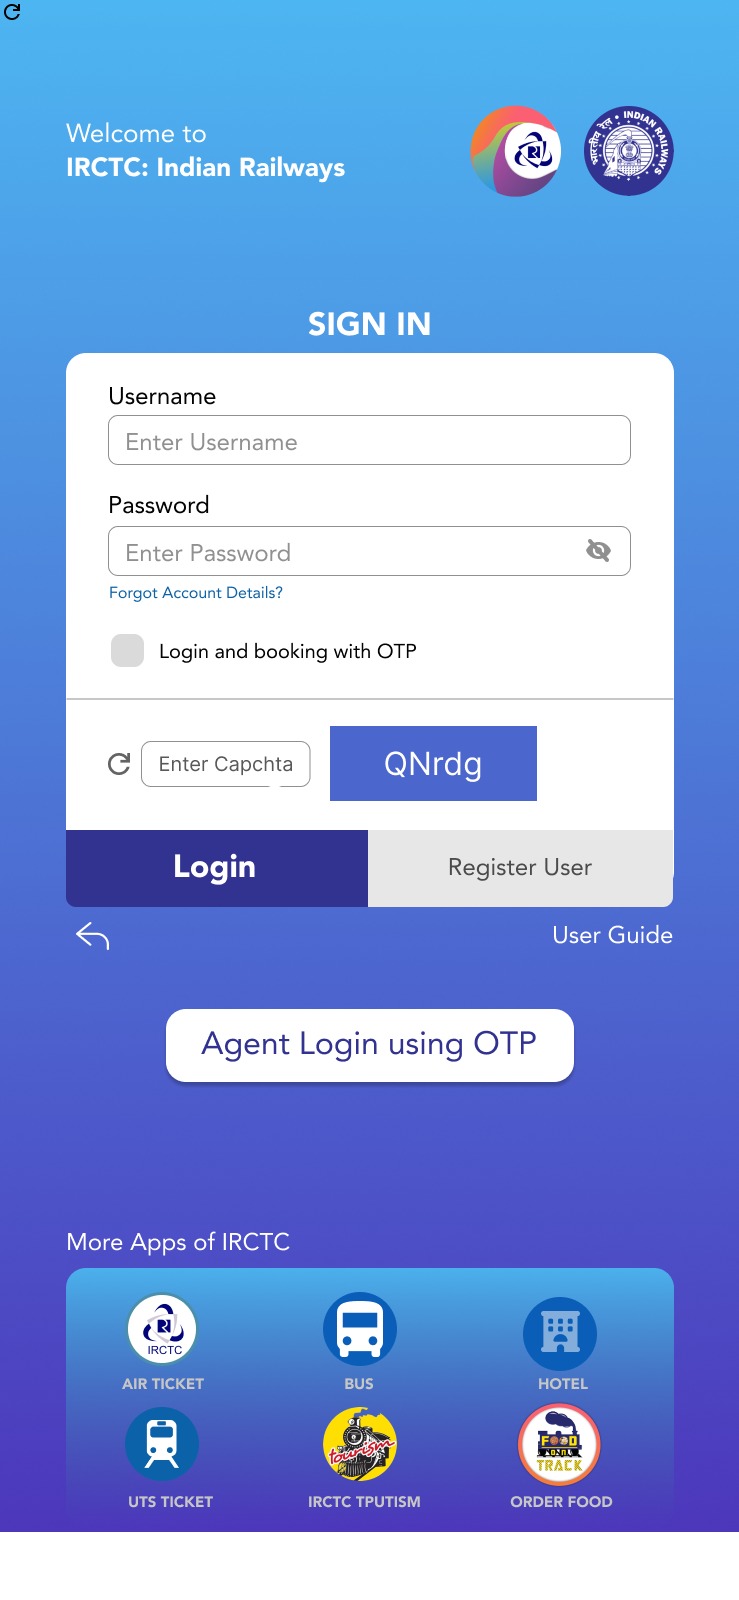 Welcome to
IRCTC: Indian Railways
भारतीय रेल • INDIAN RAILWAYS
SIGN IN
Username
Enter Username
Password
Enter Password
Forgot Account Details?
Login and booking with OTP
Enter Capchta
QNrdg
Login
Register User
User Guide
Agent Login using OTP
More Apps of IRCTC
IRCTC
AIR TICKET
BUS
HOTEL
tourism
FOOD
ON
TRACK
UTS TICKET
IRCTC TPUTISM
ORDER FOOD